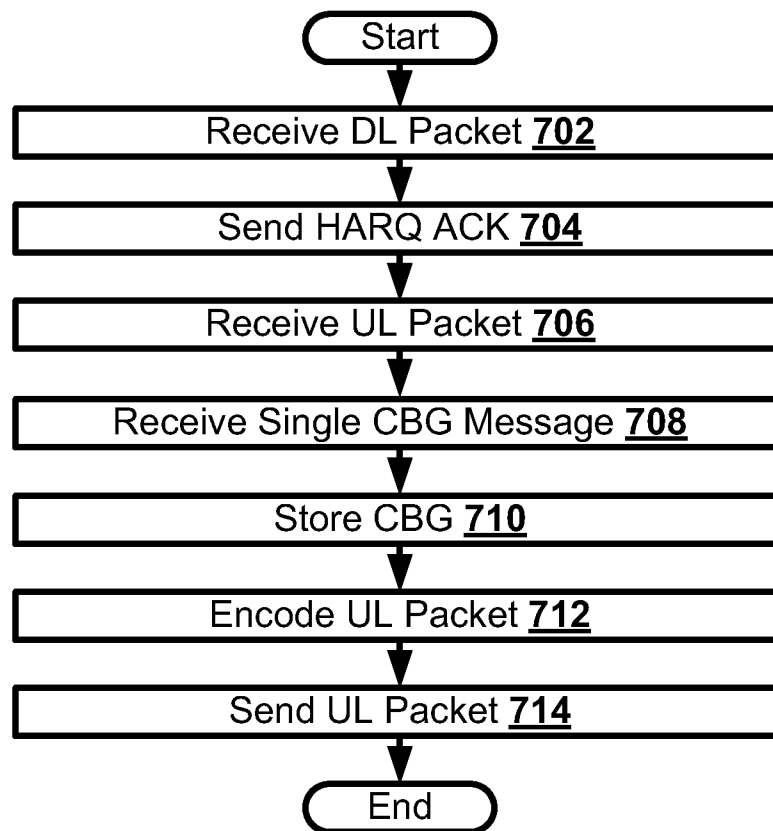 Start
Receive DL Packet 702
Send HARQ ACK 704
Receive UL Packet 706
Receive Single CBG Message 708
Store CBG 710
Encode UL Packet 712
Send UL Packet 714
End